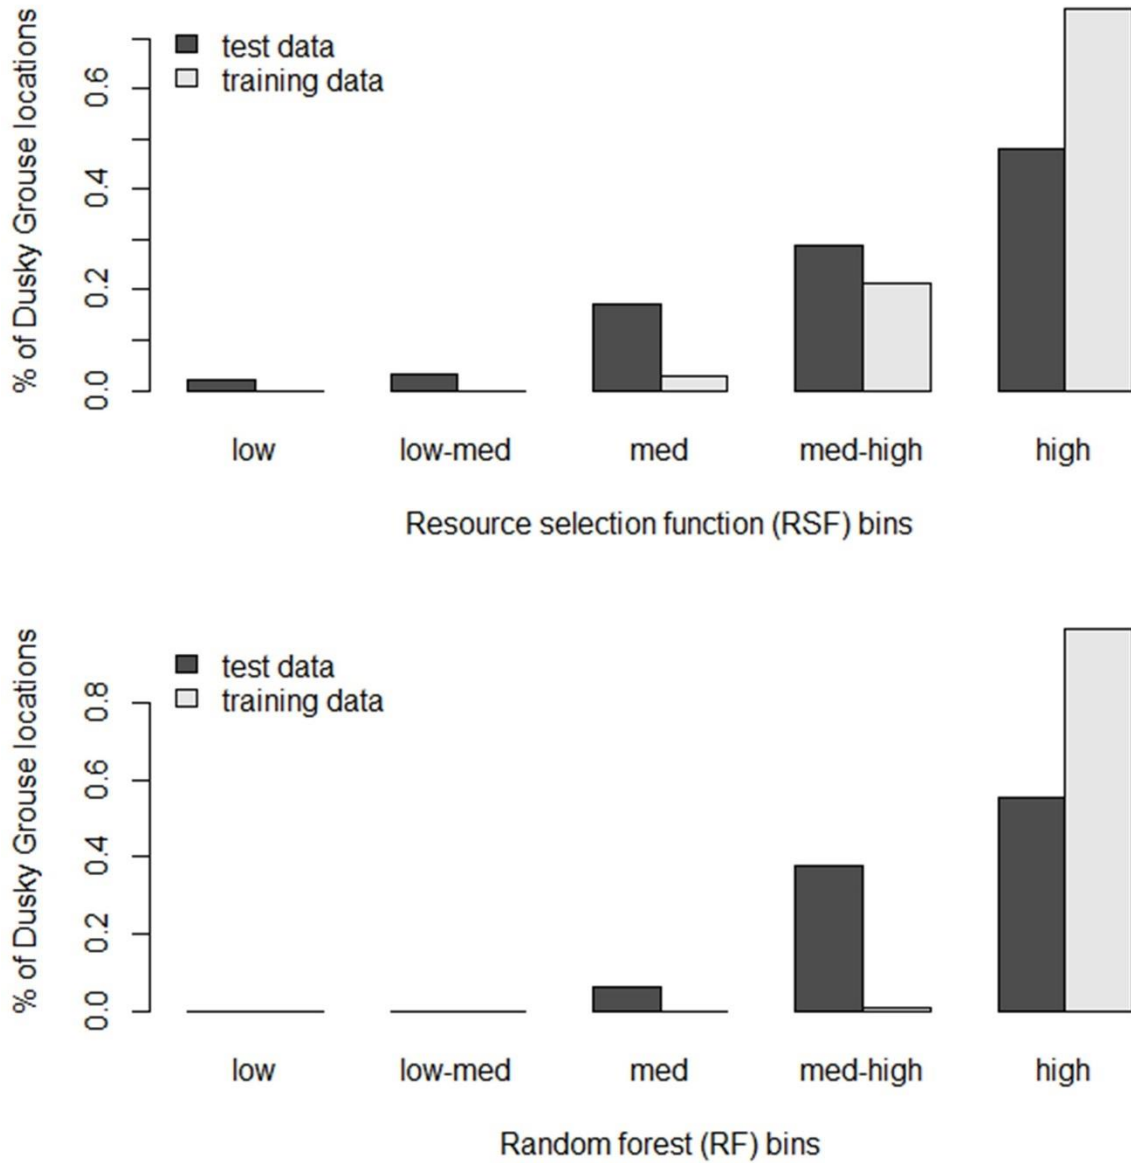 % of Dusky Grouse locations
0.0
0.2
0.4
0.6
test data
training data
low low-med med med-high high
Resource selection function (RSF) bins
% of Dusky Grouse locations
0.0
0.2
0.4
0.6
0.8
test data
training data
low low-med med med-high high
Random forest (RF) bins